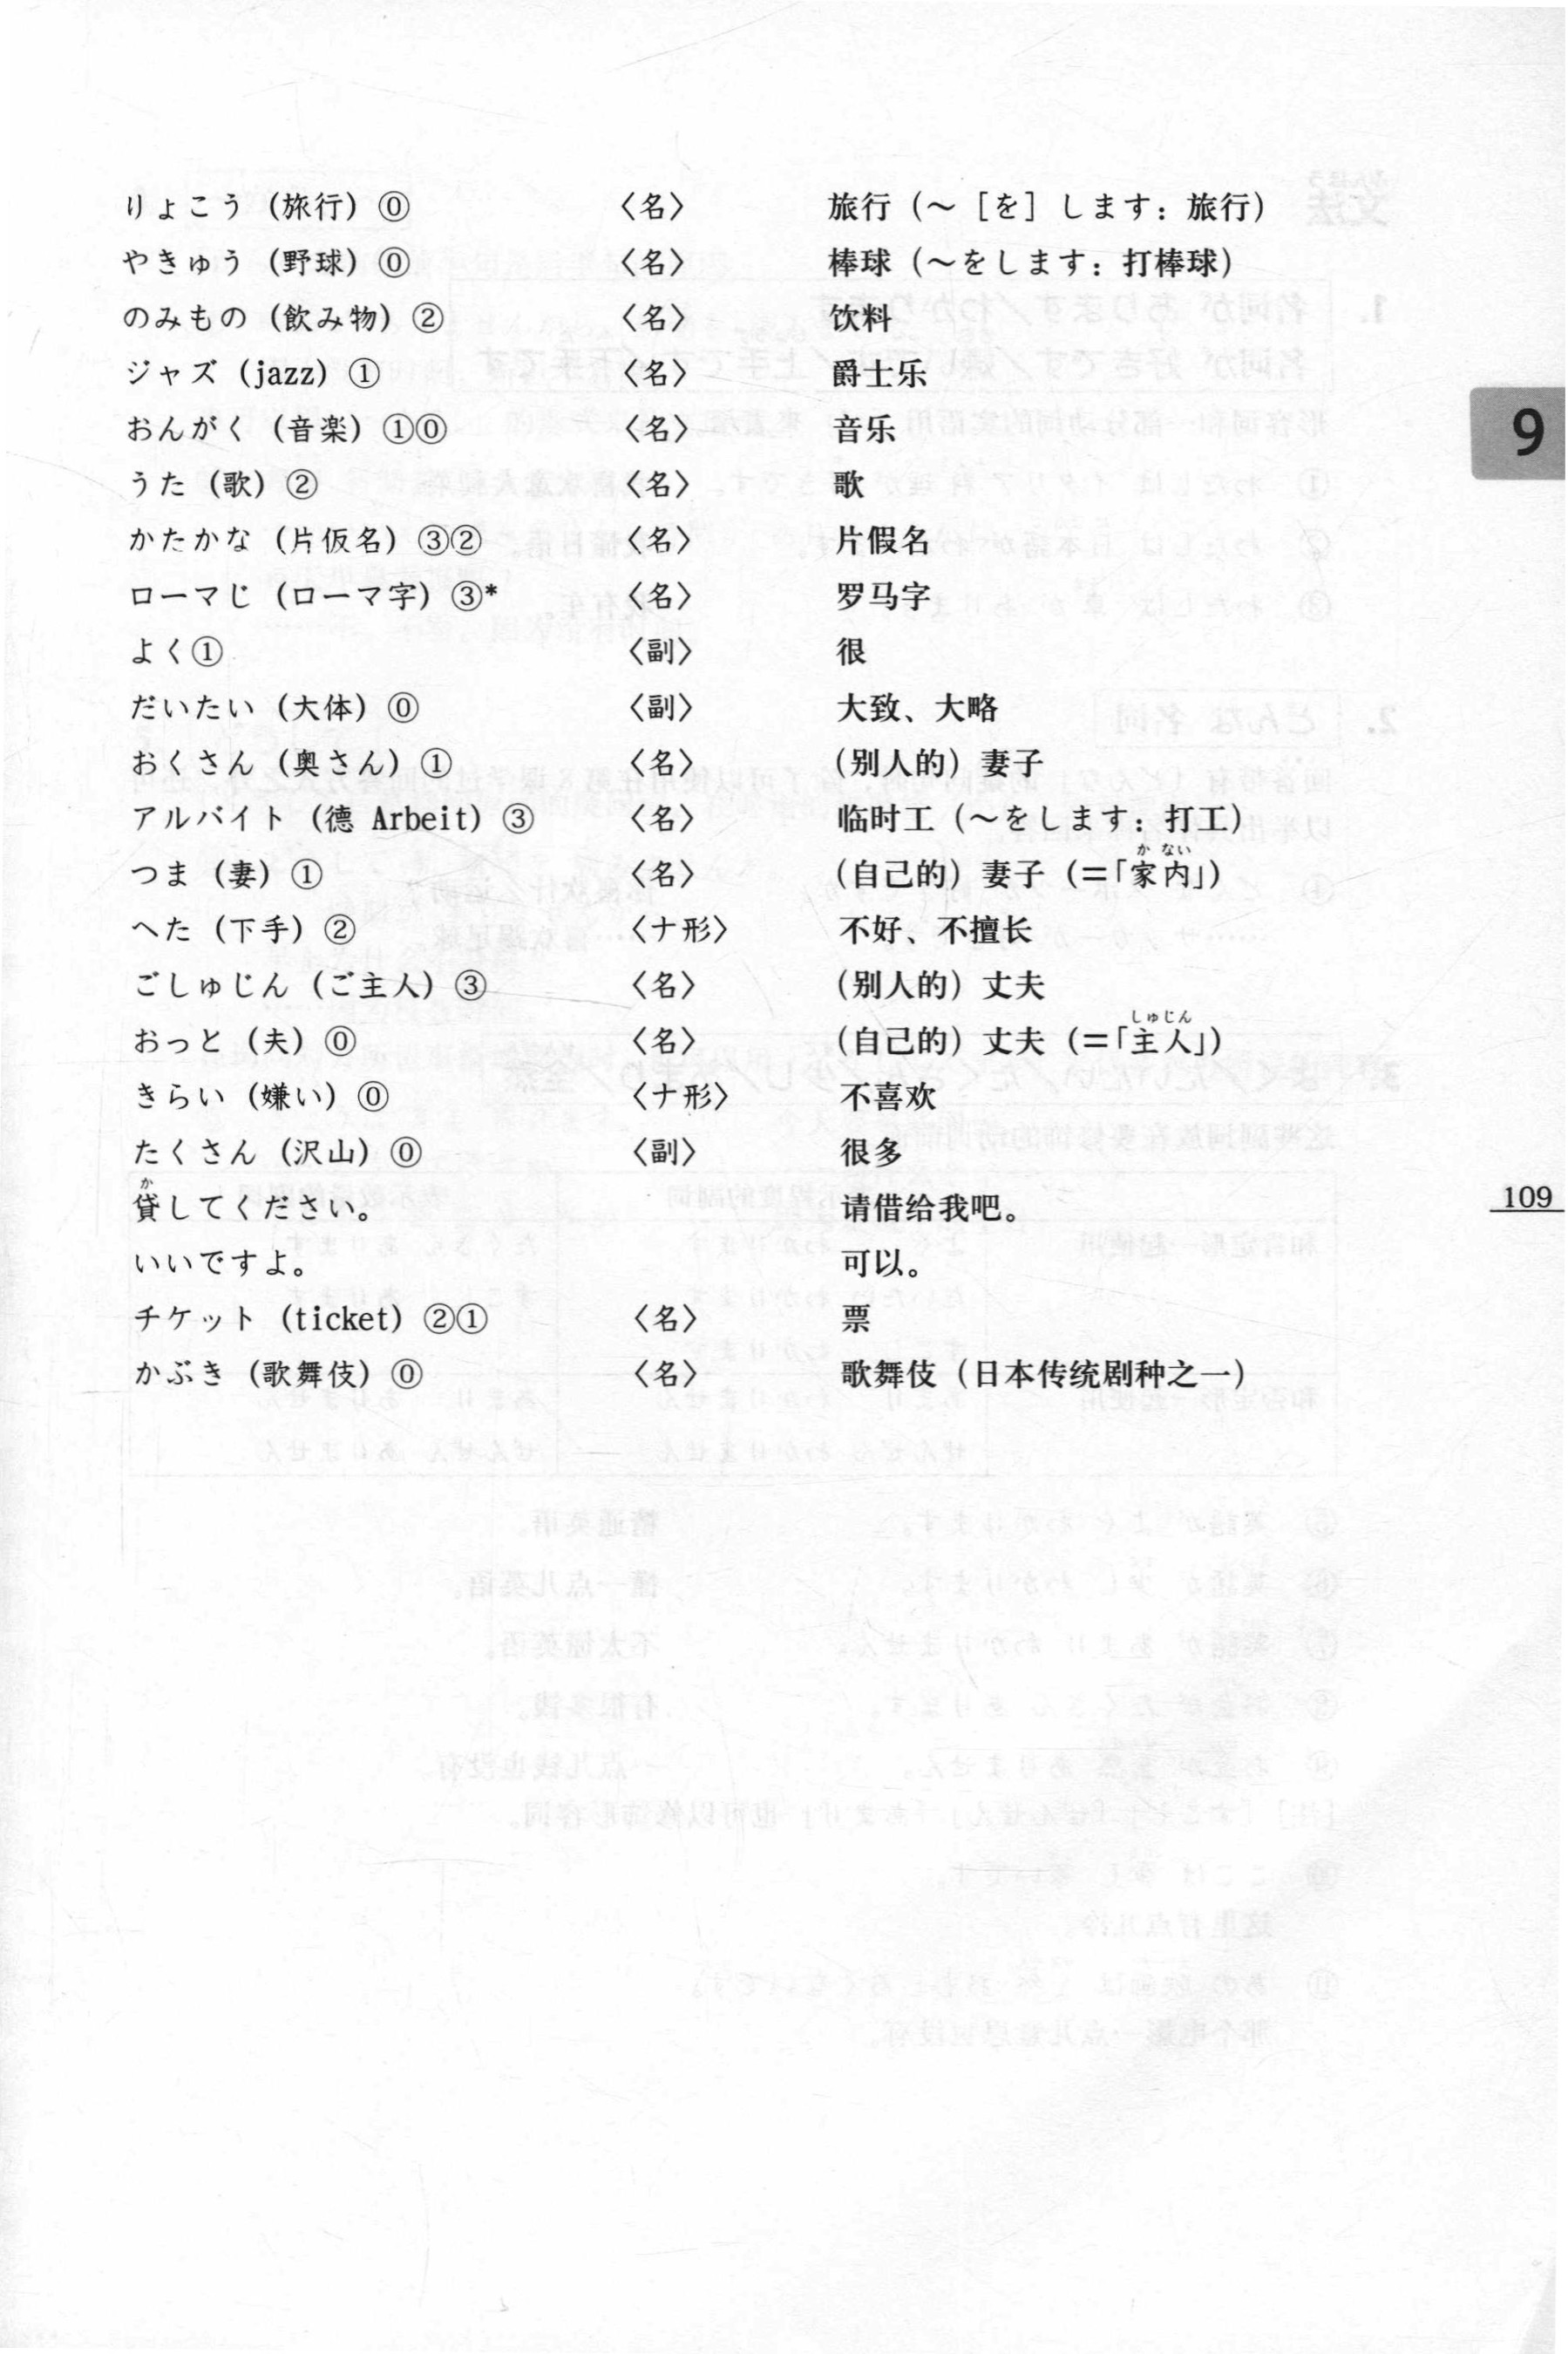 りょこう（旅行）⓪ 〈名〉 旅行（～［を］します：旅行）
やきゅう（野球）⓪ 〈名〉 棒球（～をします：打棒球）
のみもの（飲み物）② 〈名〉 饮料
ジャズ（jazz）① 〈名〉 爵士乐
おんがく（音楽）①⓪ 〈名〉 音乐
うた（歌）② 〈名〉 歌
かたかな（片仮名）③② 〈名〉 片假名
ローマじ（ローマ字）③* 〈名〉 罗马字
よく① 〈副〉 很
だいたい（大体）⓪ 〈副〉 大致、大略
おくさん（奥さん）① 〈名〉 （别人的）妻子
アルバイト（德 Arbeit）③ 〈名〉 临时工（～をします：打工）
か ない
つま（妻）① 〈名〉 （自己的）妻子（＝「家内」）
へた（下手）② 〈ナ形〉 不好、不擅长
ごしゅじん（ご主人）③ 〈名〉 （别人的）丈夫
しゅじん
おっと（夫）⓪ 〈名〉 （自己的）丈夫（＝「主人」）
きらい（嫌い）⓪ 〈ナ形〉 不喜欢
たくさん（沢山）⓪ 〈副〉 很多
か
貸してください。 请借给我吧。
いいですよ。 可以。
チケット（ticket）②① 〈名〉 票
かぶき（歌舞伎）⓪ 〈名〉 歌舞伎（日本传统剧种之一）
9
109